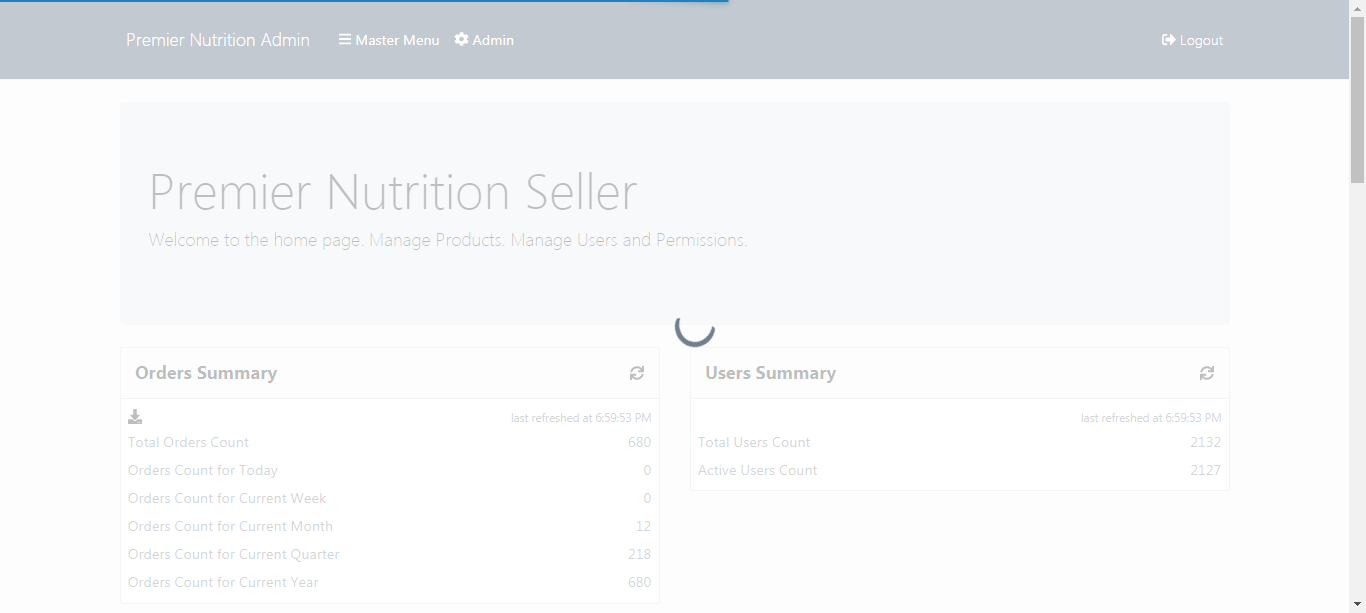 Premier Nutrition Admin Master Menu Admin Logout
Premier Nutrition Seller
Welcome to the home page. Manage Products. Manage Users and Permissions.
Orders Summary
last refreshed at 6:59:53 PM
Total Orders Count 680
Orders Count for Today 0
Orders Count for Current Week 0
Orders Count for Current Month 12
Orders Count for Current Quarter 218
Orders Count for Current Year 680
Users Summary
last refreshed at 6:59:53 PM
Total Users Count 2132
Active Users Count 2127